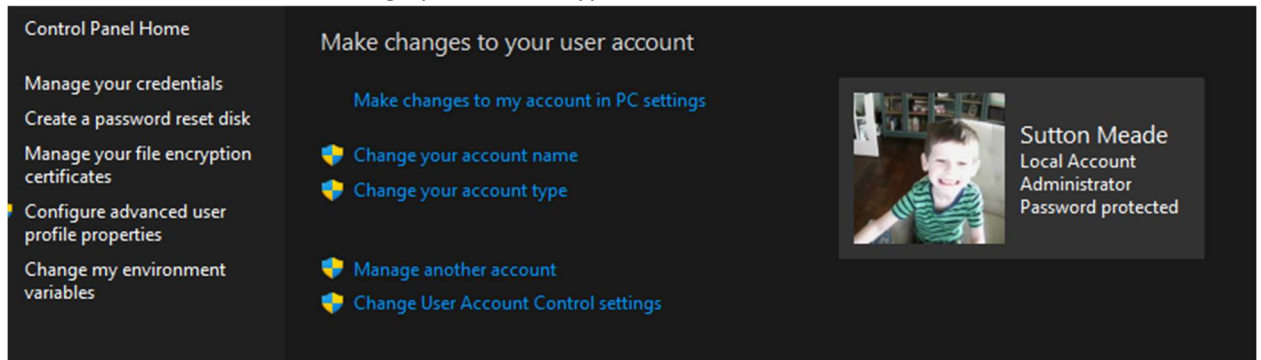 Control Panel Home
Manage your credentials
Create a password reset disk
Manage your file encryption
certificates
Configure advanced user
profile properties
Change my environment
variables
Make changes to your user account
Make changes to my account in PC settings
Change your account name
Change your account type
Manage another account
Change User Account Control settings
Sutton Meade
Local Account
Administrator
Password protected